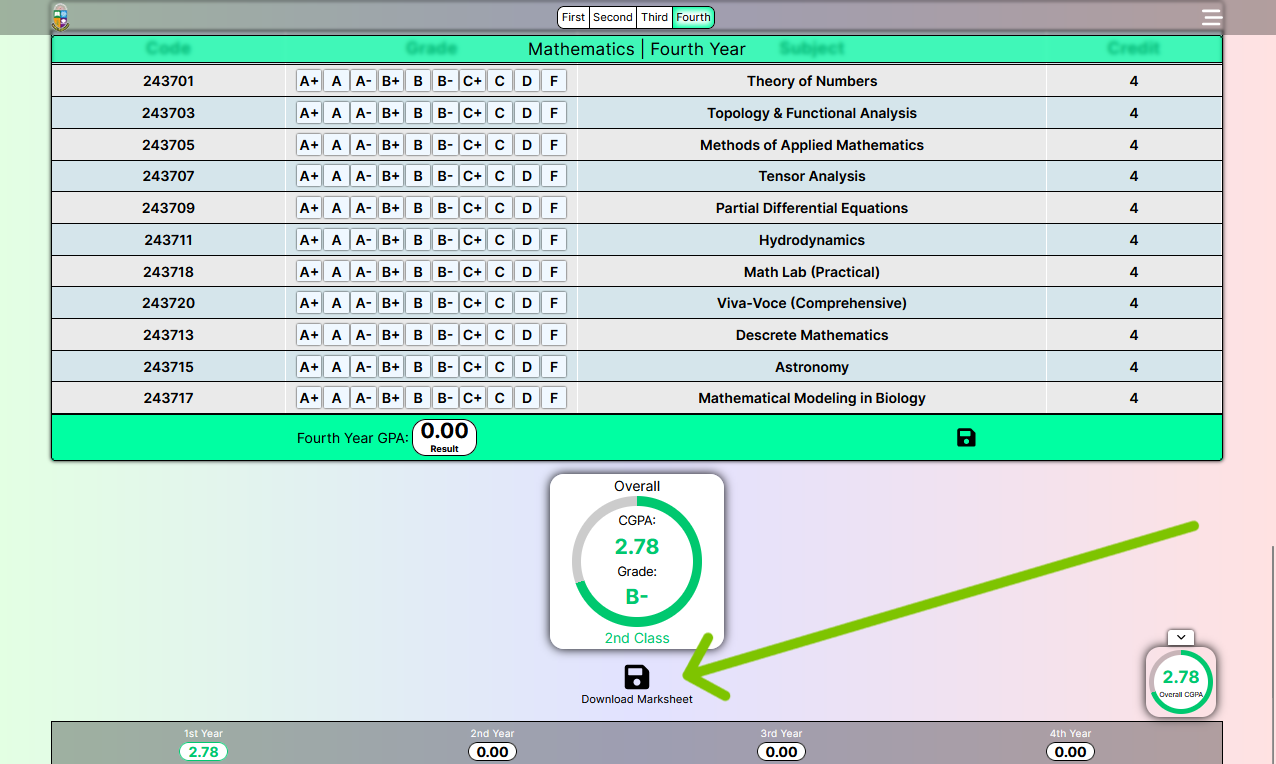 First Second Third Fourth
Code Grade Mathematics | Fourth Year Subject Credit
243701 A+ A A- B+ B B- C+ C D F Theory of Numbers 4
243703 A+ A A- B+ B B- C+ C D F Topology & Functional Analysis 4
243705 A+ A A- B+ B B- C+ C D F Methods of Applied Mathematics 4
243707 A+ A A- B+ B B- C+ C D F Tensor Analysis 4
243709 A+ A A- B+ B B- C+ C D F Partial Differential Equations 4
243711 A+ A A- B+ B B- C+ C D F Hydrodynamics 4
243718 A+ A A- B+ B B- C+ C D F Math Lab (Practical) 4
243720 A+ A A- B+ B B- C+ C D F Viva-Voce (Comprehensive) 4
243713 A+ A A- B+ B B- C+ C D F Descrete Mathematics 4
243715 A+ A A- B+ B B- C+ C D F Astronomy 4
243717 A+ A A- B+ B B- C+ C D F Mathematical Modeling in Biology 4
Fourth Year GPA: 0.00
Result
Overall
CGPA:
2.78
Grade:
B-
2nd Class
Download Marksheet
2.78
Overall CGPA
1st Year 2nd Year 3rd Year 4th Year
2.78 0.00 0.00 0.00